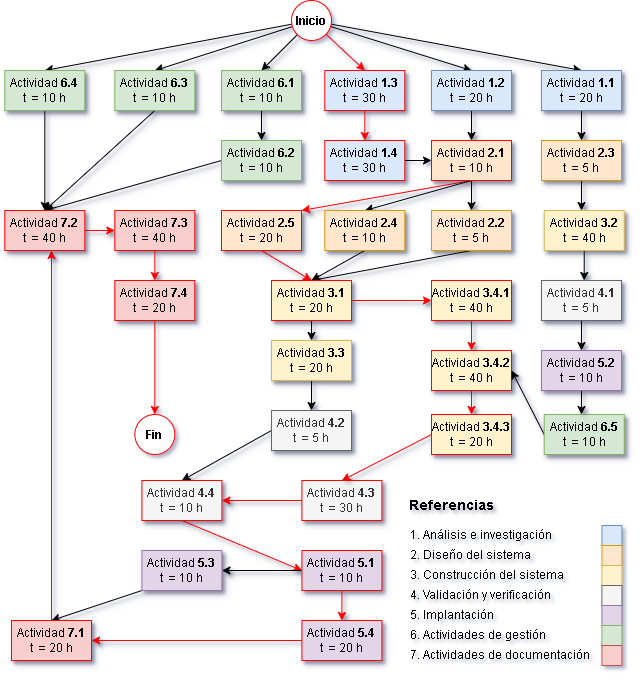 Inicio
Actividad 6.4
t = 10 h
Actividad 6.3
t = 10 h
Actividad 6.1
t = 10 h
Actividad 1.3
t = 30 h
Actividad 1.2
t = 20 h
Actividad 1.1
t = 20 h
Actividad 6.2
t = 10 h
Actividad 1.4
t = 30 h
Actividad 2.1
t = 10 h
Actividad 2.3
t = 5 h
Actividad 7.2
t = 40 h
Actividad 7.3
t = 40 h
Actividad 2.5
t = 20 h
Actividad 2.4
t = 10 h
Actividad 2.2
t = 5 h
Actividad 3.2
t = 40 h
Actividad 7.4
t = 20 h
Actividad 3.1
t = 20 h
Actividad 3.4.1
t = 40 h
Actividad 4.1
t = 5 h
Actividad 3.3
t = 20 h
Actividad 3.4.2
t = 40 h
Actividad 5.2
t = 10 h
Fin
Actividad 4.2
t = 5 h
Actividad 3.4.3
t = 20 h
Actividad 6.5
t = 10 h
Actividad 4.4
t = 10 h
Actividad 4.3
t = 30 h
Referencias
1. Análisis e investigación
2. Diseño del sistema
3. Construcción del sistema
4. Validación y verificación
5. Implantación
6. Actividades de gestión
7. Actividades de documentación
Actividad 5.3
t = 10 h
Actividad 5.1
t = 10 h
Actividad 7.1
t = 20 h
Actividad 5.4
t = 20 h